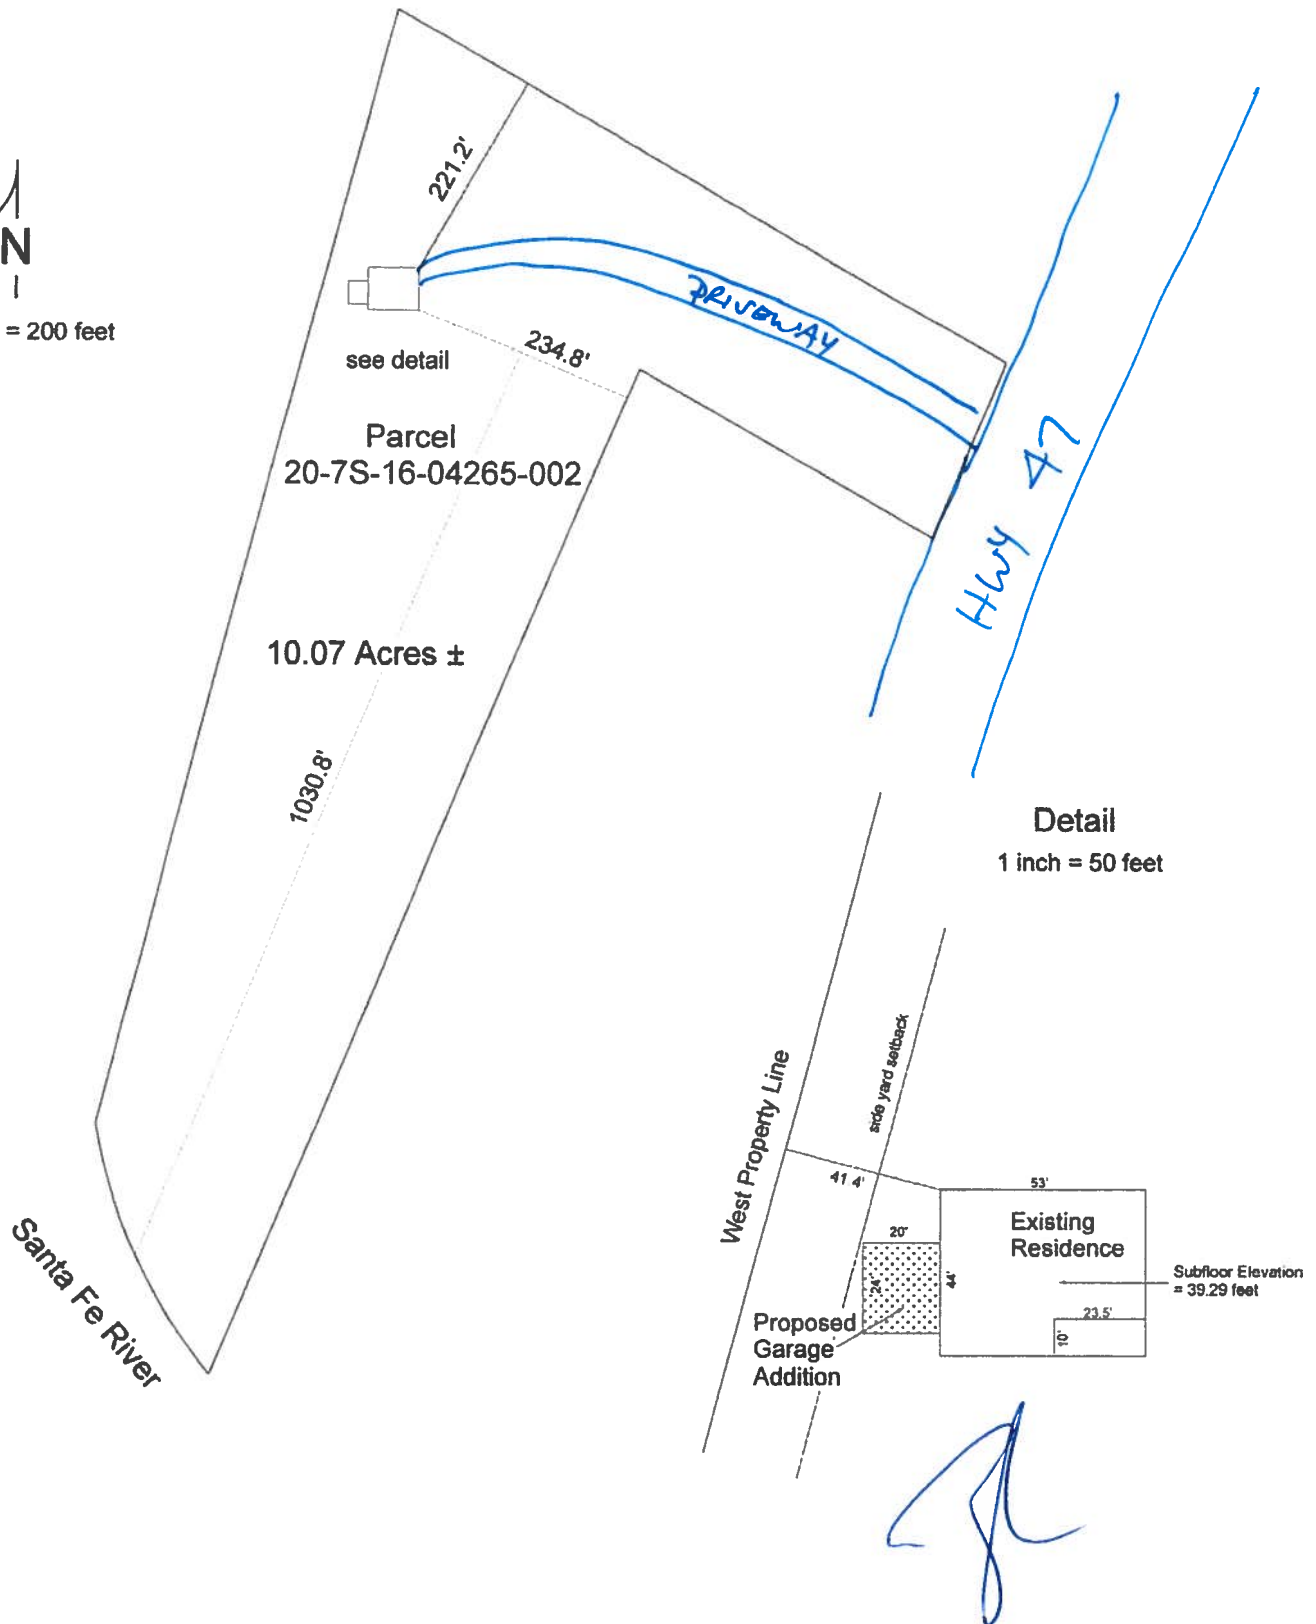 N
= 200 feet
221.2'
DRIVEWAY
see detail
234.8'
Parcel
20-7S-16-04265-002
HWY 47
10.07 Acres ±
1030.8'
Santa Fe River
Detail
1 inch = 50 feet
West Property Line
side yard setback
41.4'
53'
Existing
Residence
20'
24'
44'
Subfloor Elevation
= 39.29 feet
23.5'
10'
Proposed
Garage
Addition